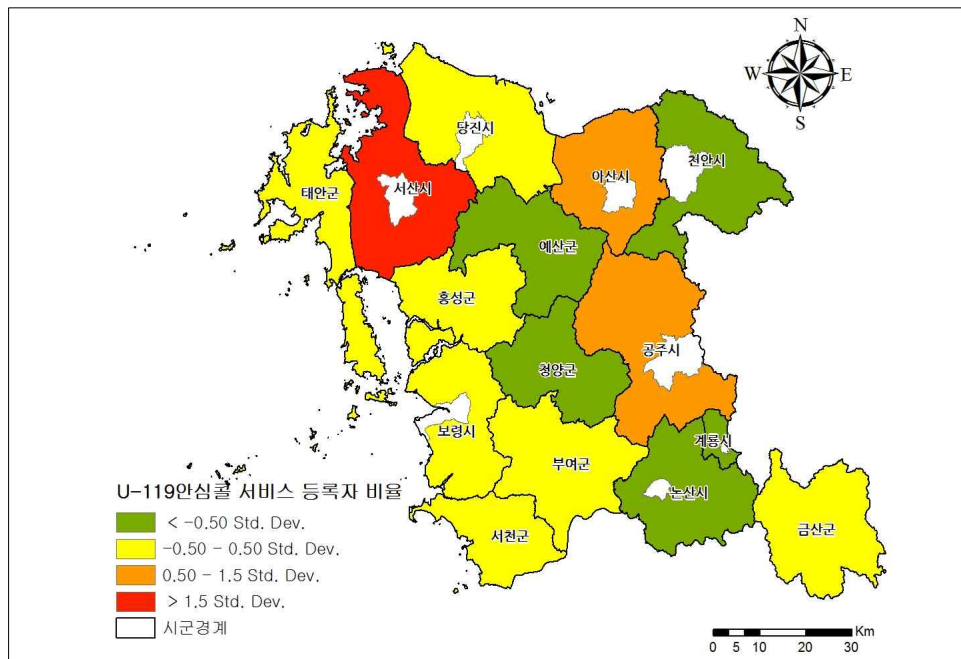 N
W E
S
당진시
천안시
아산시
서산시
태안군
예산군
홍성군
공주시
청양군
보령시
계룡시
부여군
논산시
금산군
서천군
U-119안심콜 서비스 등록자 비율
< -0.50 Std. Dev.
-0.50 - 0.50 Std. Dev.
0.50 - 1.5 Std. Dev.
> 1.5 Std. Dev.
시군경계
Km
0 5 10 20 30